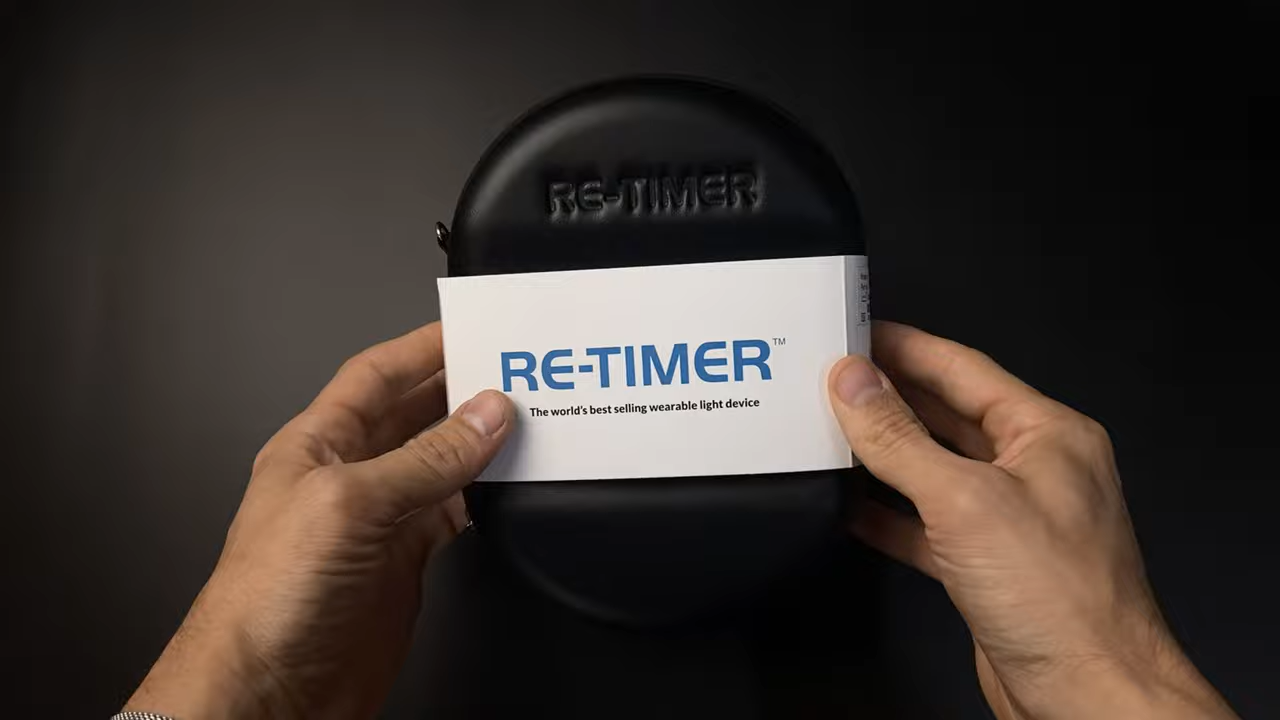 RE-TIMER
RE-TIMER™
The world's best selling wearable light device